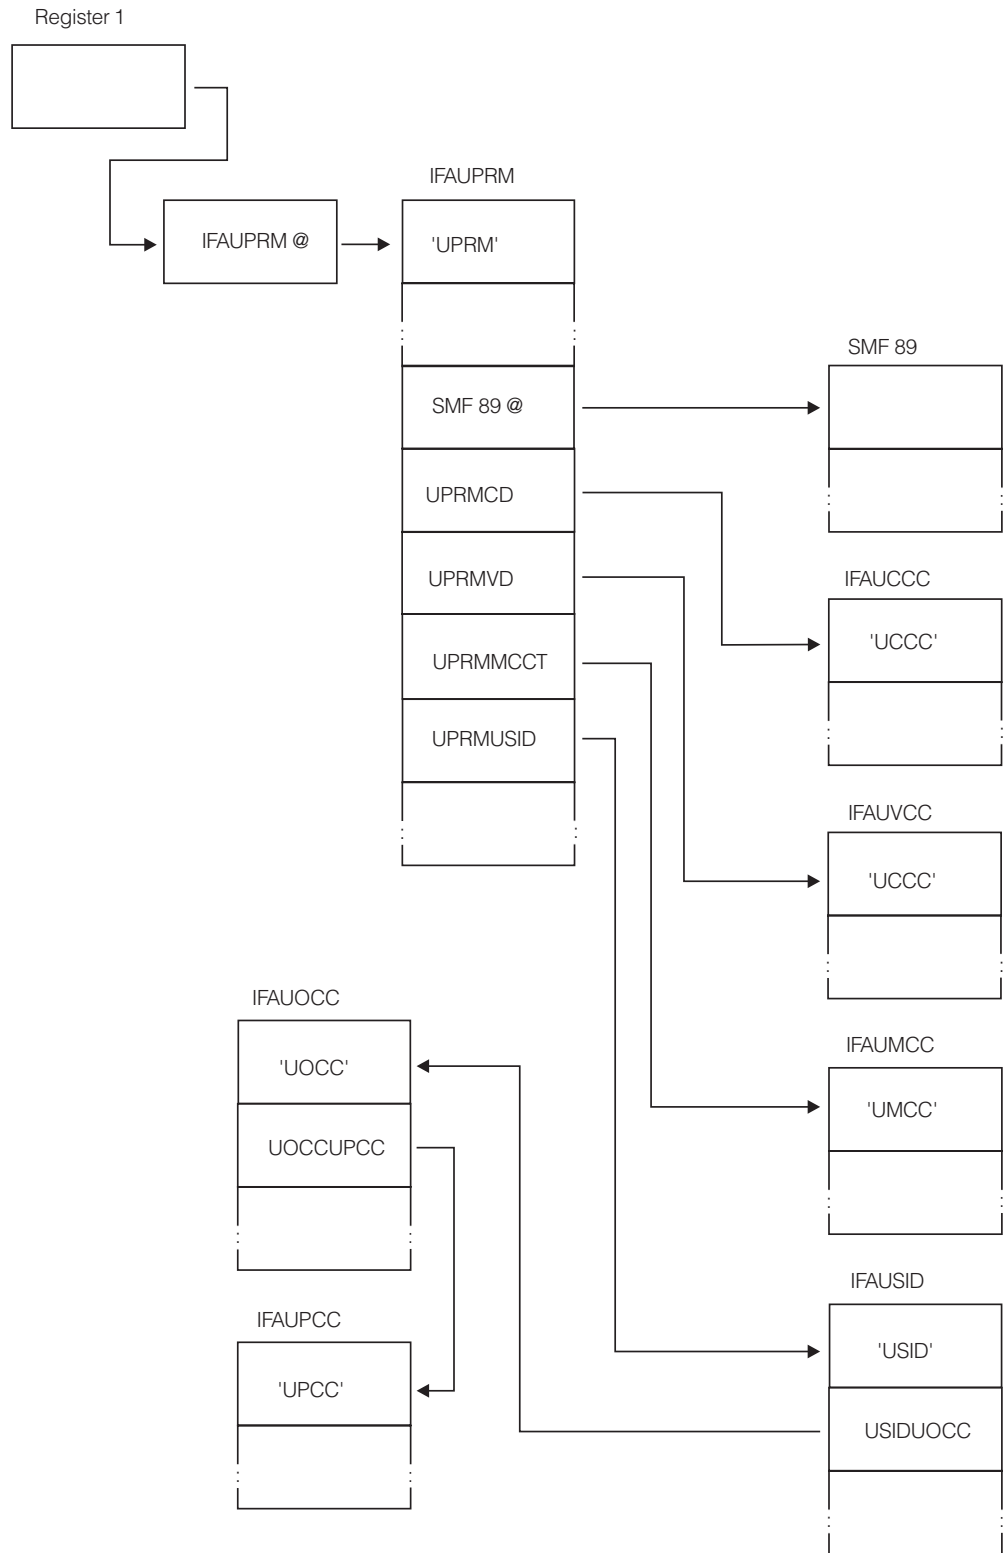 Register 1
IFAUPRM
IFAUPRM @
'UPRM'
SMF 89
SMF 89 @
UPRMCD
IFAUCCC
UPRMVD
'UCCC'
UPRMMCCT
UPRMUSID
IFAUVCC
'UCCC'
IFAUOCC
IFAUMCC
'UOCC'
'UMCC'
UOCCUPCC
IFAUSID
IFAUPCC
'USID'
'UPCC'
USIDUOCC